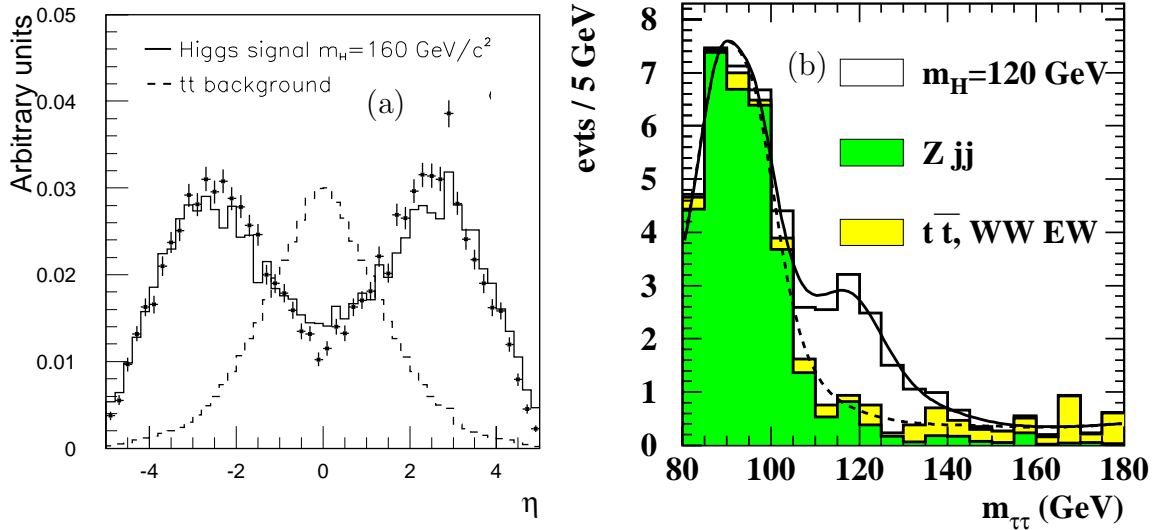 Arbitrary units
0.05
0.04
0.03
0.02
0.01
0
Higgs signal m_H=160 GeV/c²
tt background
(a)
-4
-2
0
2
4
η
evts / 5 GeV
8
7
6
5
4
3
2
1
0
(b)
m_H=120 GeV
Z jj
t t̅, WW EW
80
100
120
140
160
180
m_ττ (GeV)